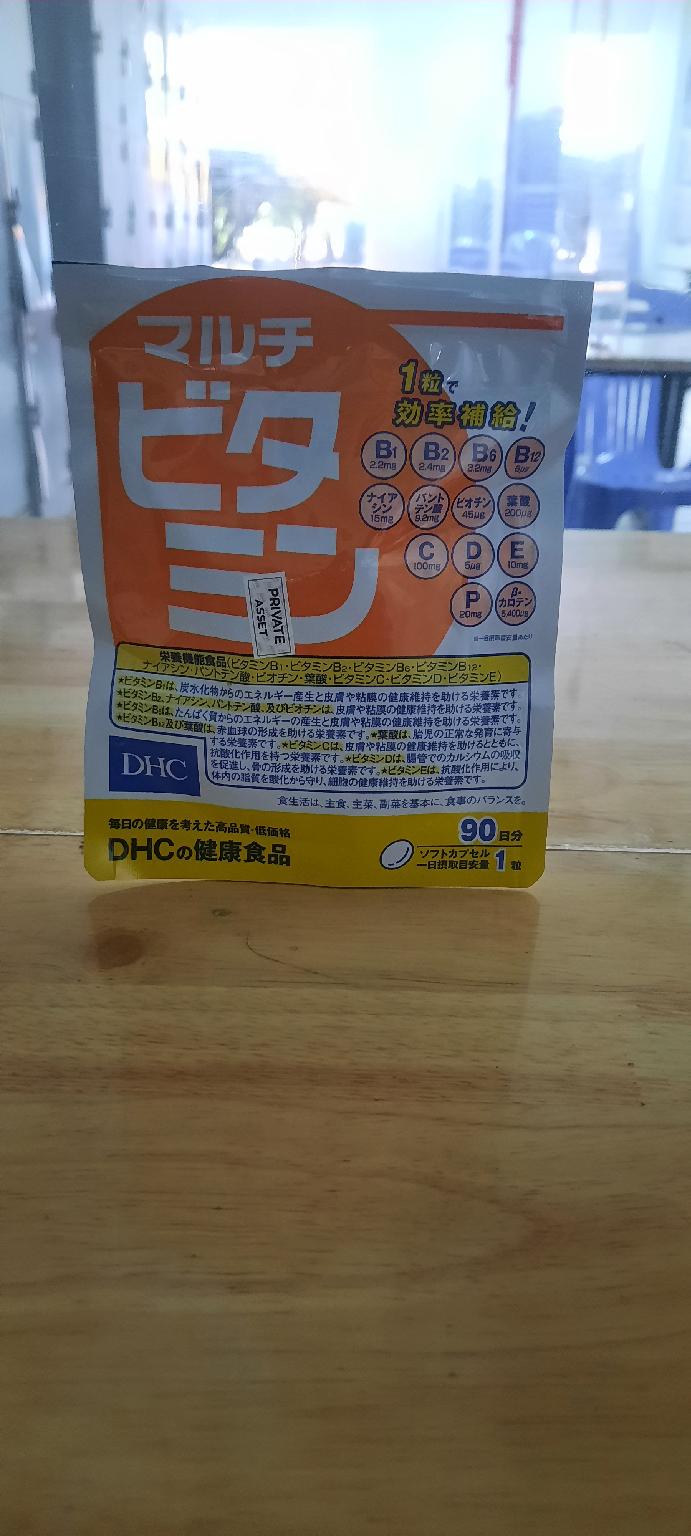 マルチ
ビタ
ミン
1粒で
効率補給!
B1 2.2mg
B2 2.4mg
B6 3.2mg
B12 6μg
ナイアシン 15mg
パントテン酸 9.2mg
ビオチン 45μg
葉酸 200μg
C 100mg
D 5μg
E 10mg
P 20mg
β-カロテン 5,400μg
※一日摂取目安量あたり
PRIVATE
ASSET
栄養機能食品(ビタミンB1・ビタミンB2・ビタミンB6・ビタミンB12・
ナイアシン・パントテン酸・ビオチン・葉酸・ビタミンC・ビタミンD・ビタミンE)
★ビタミンB1は、炭水化物からのエネルギー産生と皮膚や粘膜の健康維持を助ける栄養素です。
★ビタミンB2、ナイアシン、パントテン酸、及びビオチンは、皮膚や粘膜の健康維持を助ける栄養素です。
★ビタミンB6は、たんぱく質からのエネルギーの産生と皮膚や粘膜の健康維持を助ける栄養素です。
★ビタミンB12及び葉酸は、赤血球の形成を助ける栄養素です。★葉酸は、胎児の正常な発育に寄与
する栄養素です。★ビタミンCは、皮膚や粘膜の健康維持を助けるとともに、
抗酸化作用を持つ栄養素です。★ビタミンDは、腸管でのカルシウムの吸収
を促進し、骨の形成を助ける栄養素です。★ビタミンEは、抗酸化作用により、
体内の脂質を酸化から守り、細胞の健康維持を助ける栄養素です。
DHC
食生活は、主食、主菜、副菜を基本に、食事のバランスを。
毎日の健康を考えた高品質・低価格
DHCの健康食品
90日分
ソフトカプセル
一日摂取目安量 1粒